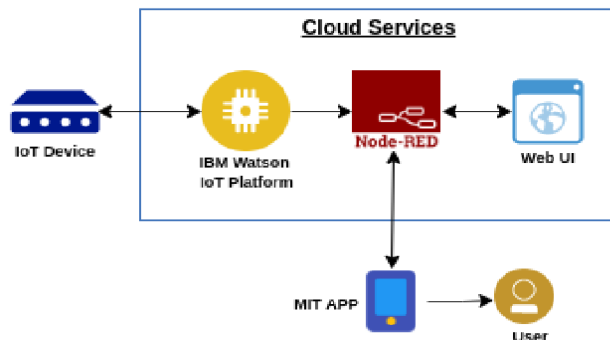 Cloud Services
IoT Device
IBM Watson
IoT Platform
Node-RED
Web UI
MIT APP
User